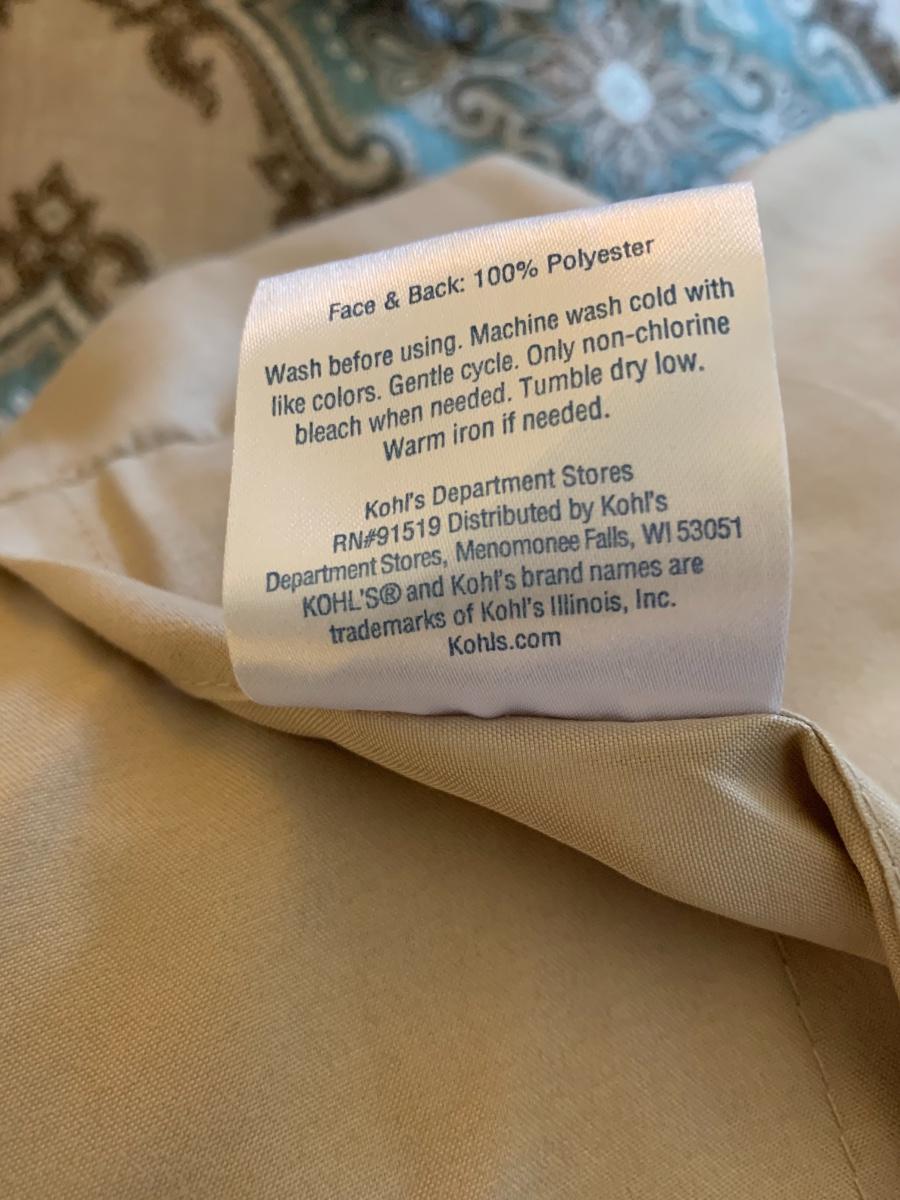 Face & Back: 100% Polyester
Wash before using. Machine wash cold with
like colors. Gentle cycle. Only non-chlorine
bleach when needed. Tumble dry low.
Warm iron if needed.
Kohl's Department Stores
RN#91519 Distributed by Kohl's
Department Stores, Menomonee Falls, WI 53051
KOHL'S® and Kohl's brand names are
trademarks of Kohl's Illinois, Inc.
Kohls.com